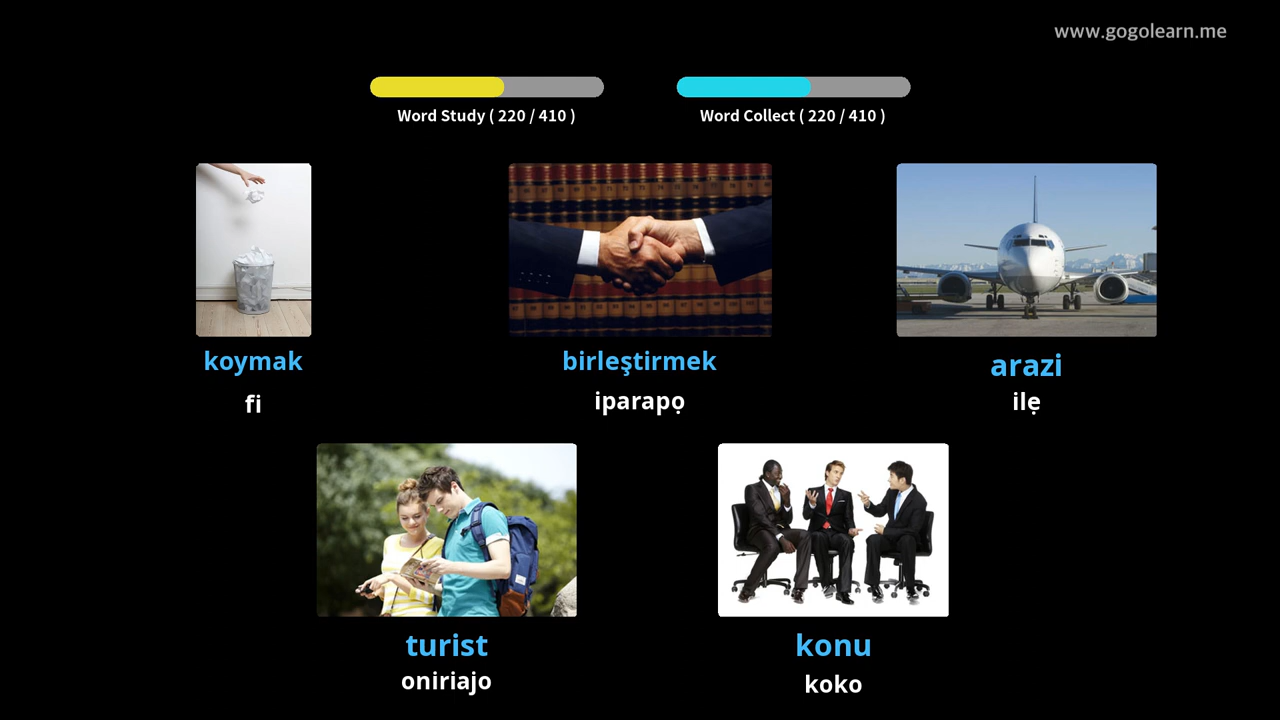 www.gogolearn.me
Word Study ( 220 / 410 )
Word Collect ( 220 / 410 )
koymak
fi
birleştirmek
iparapọ
arazi
ilẹ
turist
oniriajo
konu
koko